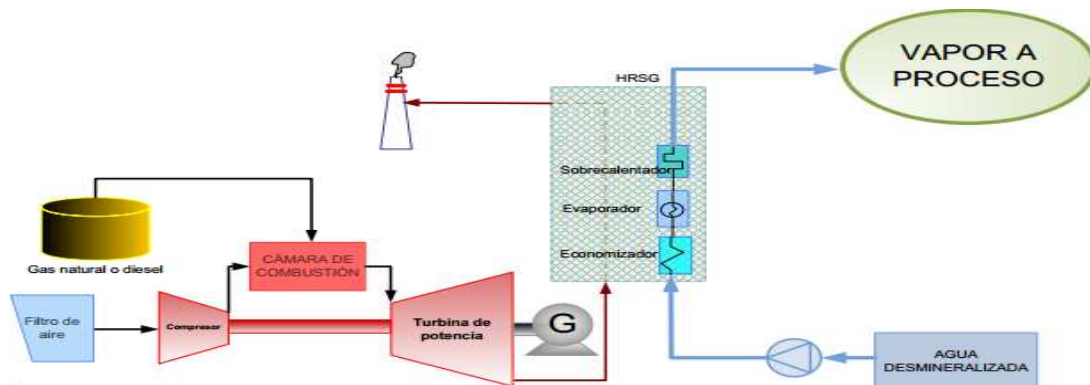 VAPOR A
PROCESO
HRSG
Sobrecalentador
Evaporador
Economizador
Gas natural o diesel
CÁMARA DE
COMBUSTIÓN
Filtro de
aire
Compresor
Turbina de
potencia
G
AGUA
DESMINERALIZADA